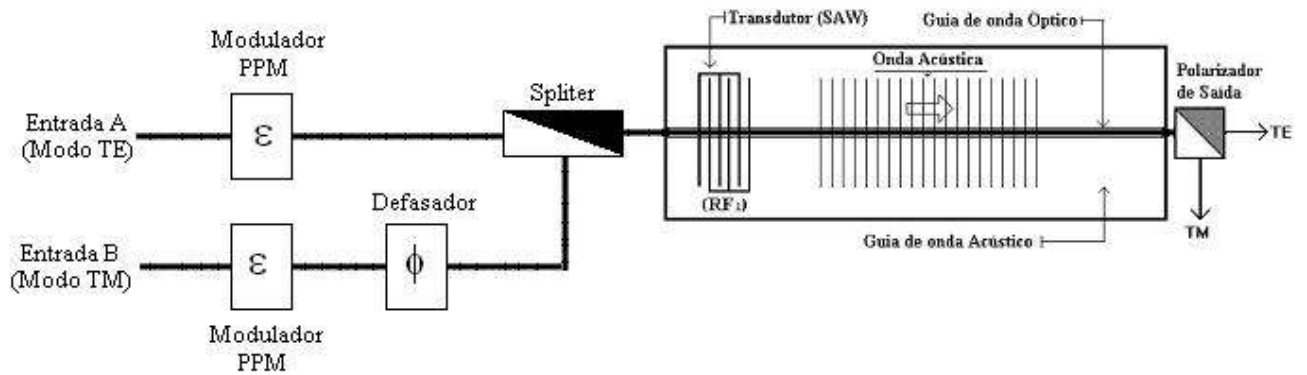 Modulador
PPM
Entrada A
(Modo TE)
ε
Spliter
Transdutor (SAW)
Guia de onda Óptico
Onda Acústica
Polarizador
de Saída
TE
TM
(RF₁)
Guia de onda Acústico
Defasador
Entrada B
(Modo TM)
ε
ϕ
Modulador
PPM